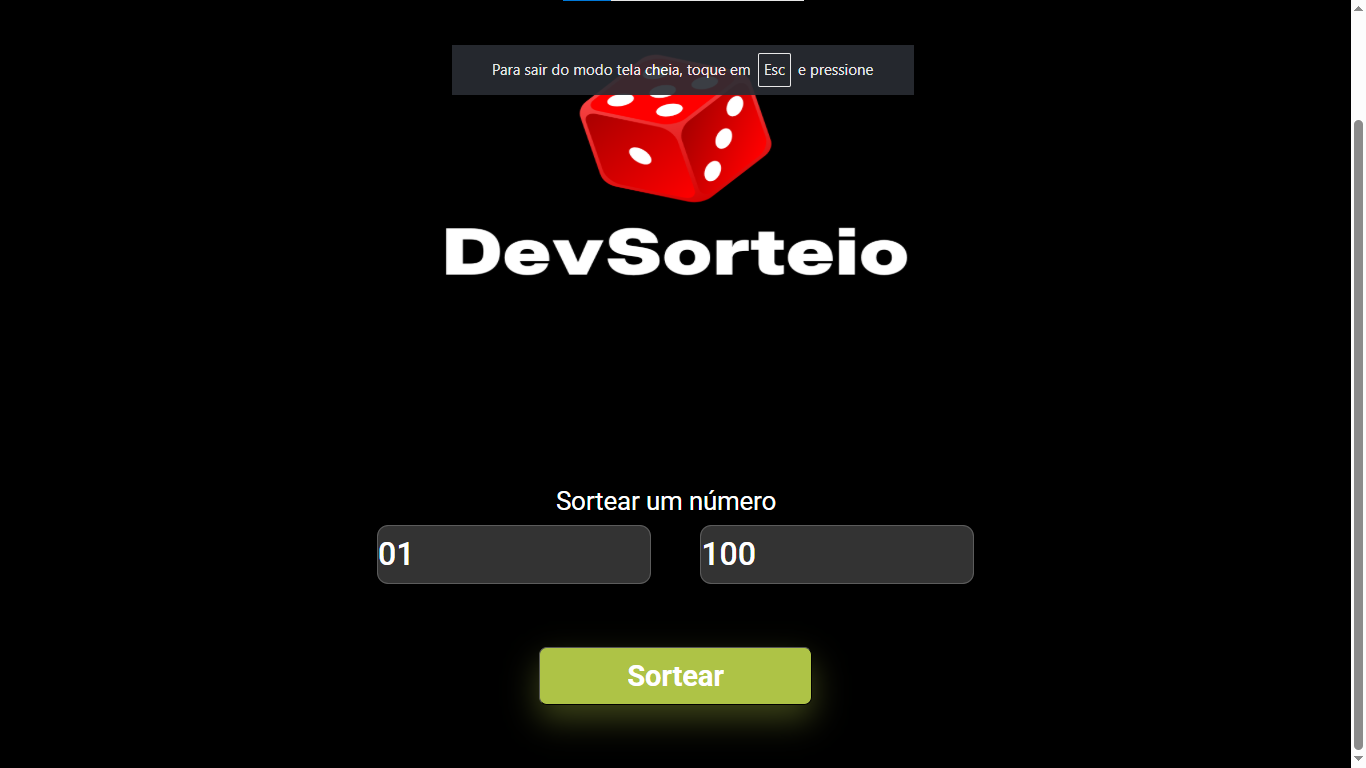 Para sair do modo tela cheia, toque em Esc e pressione
DevSorteio
Sortear um número
01 100
Sortear